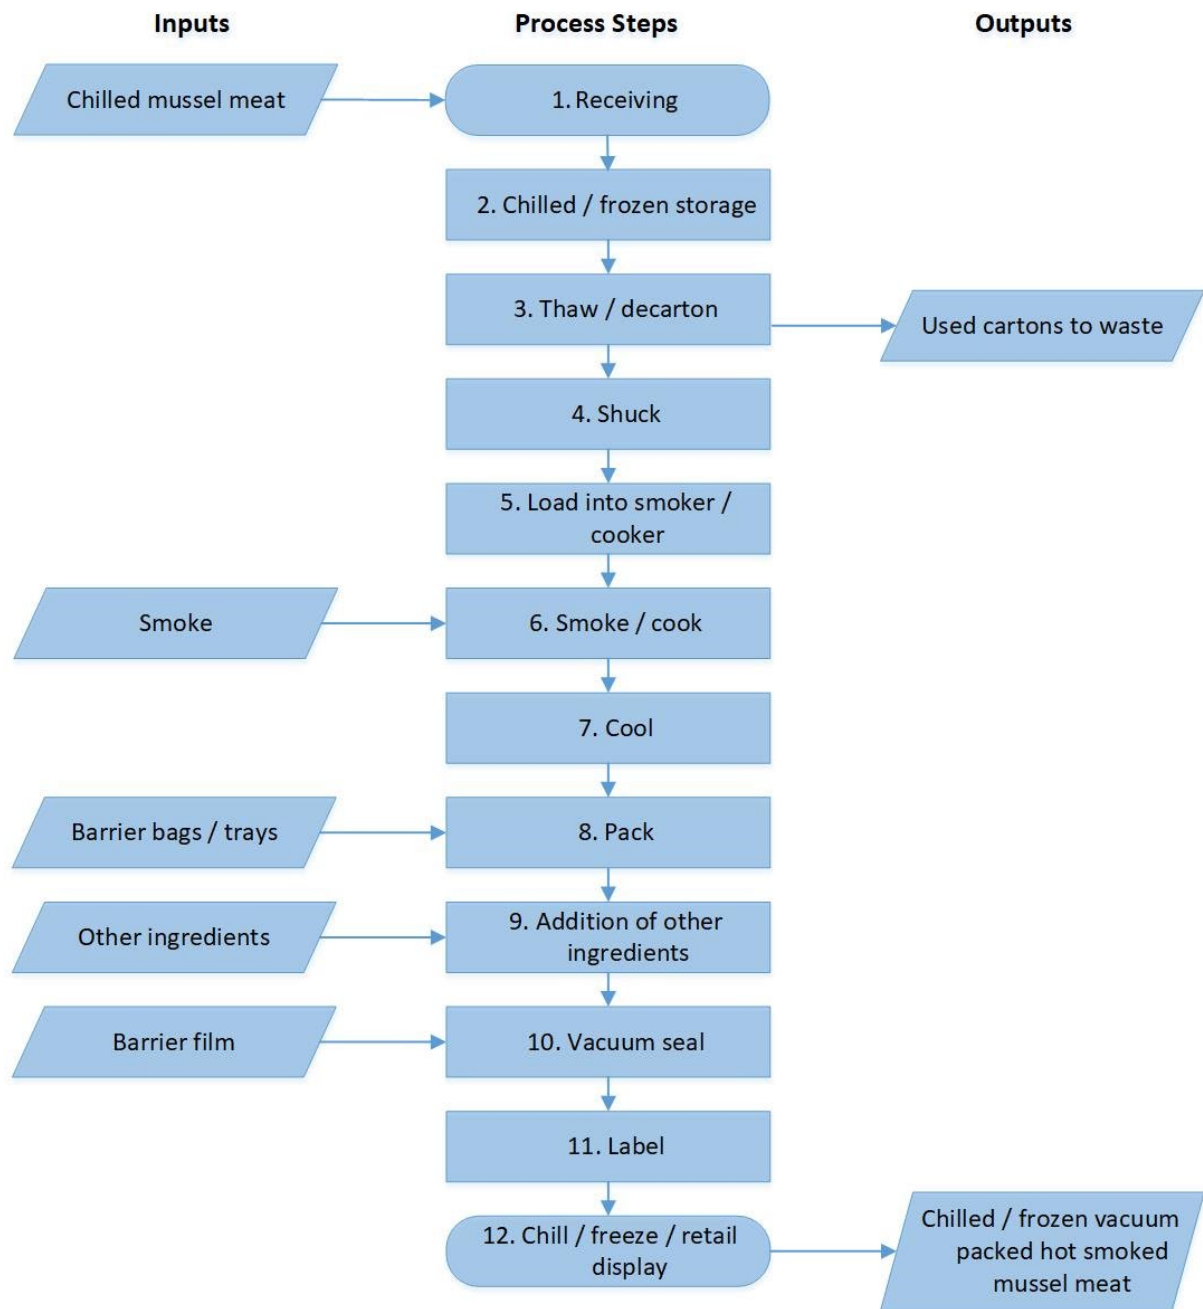 Inputs
Process Steps
Outputs
Chilled mussel meat
1. Receiving
2. Chilled / frozen storage
3. Thaw / decarton
Used cartons to waste
4. Shuck
5. Load into smoker /
cooker
Smoke
6. Smoke / cook
7. Cool
Barrier bags / trays
8. Pack
Other ingredients
9. Addition of other
ingredients
Barrier film
10. Vacuum seal
11. Label
12. Chill / freeze / retail
display
Chilled / frozen vacuum
packed hot smoked
mussel meat